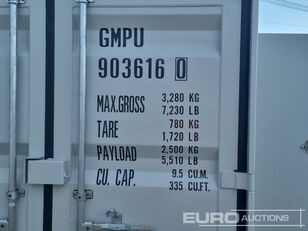 GMPU
903616 0
MAX.GROSS 3,280 KG
7,230 LB
TARE 780 KG
1,720 LB
PAYLOAD 2,500 KG
5,510 LB
CU. CAP. 9.5 CU.M.
335 CU.FT.
EURO AUCTIONS